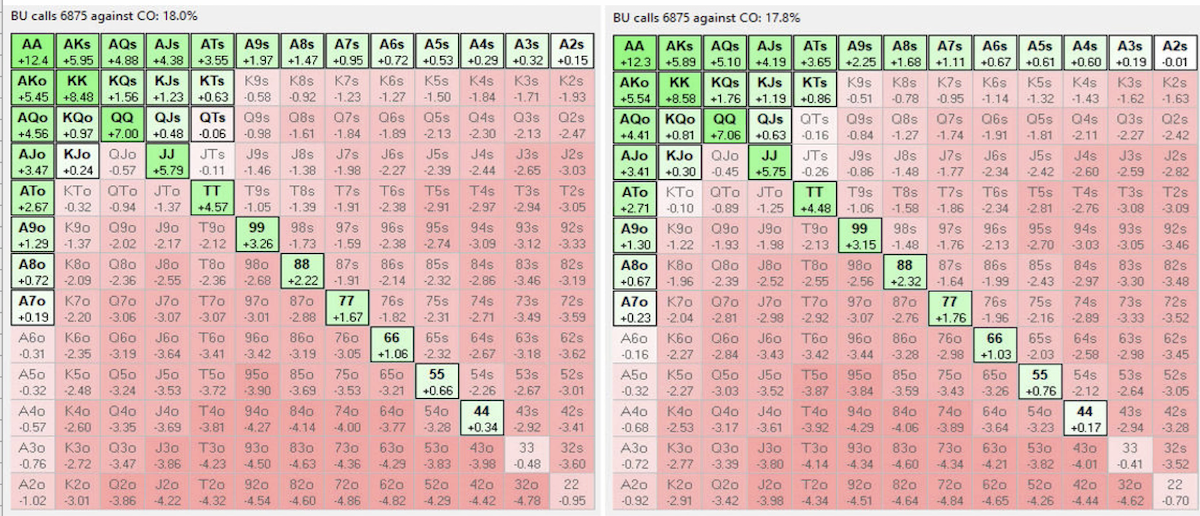 BU calls 6875 against CO: 18.0%
AA AKs AQs AJs ATs A9s A8s A7s A6s A5s A4s A3s A2s
+12.4 +5.95 +4.88 +4.38 +3.55 +1.97 +1.47 +0.95 +0.72 +0.53 +0.29 +0.32 +0.15
AKo KK KQs KJs KTs K9s K8s K7s K6s K5s K4s K3s K2s
+5.45 +8.48 +1.56 +1.23 +0.63 -0.58 -0.92 -1.23 -1.27 -1.50 -1.84 -1.71 -1.93
AQo KQo QQ QJs QTs Q9s Q8s Q7s Q6s Q5s Q4s Q3s Q2s
+4.56 +0.97 +7.00 +0.48 -0.06 -0.98 -1.61 -1.84 -1.89 -2.13 -2.30 -2.13 -2.47
AJo KJo QJo JJ JTs J9s J8s J7s J6s J5s J4s J3s J2s
+3.47 +0.24 -0.57 +5.79 -0.11 -1.46 -1.38 -1.98 -2.27 -2.39 -2.44 -2.65 -3.03
ATo KTo QTo JTo TT T9s T8s T7s T6s T5s T4s T3s T2s
+2.67 -0.32 -0.94 -1.37 +4.57 -1.39 -1.39 -1.91 -2.38 -2.91 -2.97 -2.94 -3.05
A9o K9o Q9o J9o T9o 99 98s 97s 96s 95s 94s 93s 92s
+1.29 -1.37 -2.02 -2.17 -2.12 +3.26 -1.73 -1.59 -2.38 -2.74 -3.09 -3.12 -3.33
A8o K8o Q8o J8o T8o 98o 88 87s 86s 85s 84s 83s 82s
+0.72 -2.09 -2.36 -2.55 -2.36 -2.68 +2.22 -1.91 -2.14 -2.32 -2.86 -3.46 -3.19
A7o K7o Q7o J7o T7o 97o 87o 77 76s 75s 74s 73s 72s
+0.19 -2.20 -3.06 -3.07 -3.07 -3.01 -2.88 +1.67 -1.82 -2.31 -2.71 -3.49 -3.59
A6o K6o Q6o J6o T6o 96o 86o 76o 66 65s 64s 63s 62s
-0.31 -2.35 -3.19 -3.64 -3.41 -3.42 -3.19 -3.05 +1.06 -2.32 -2.67 -3.18 -3.62
A5o K5o Q5o J5o T5o 95o 85o 75o 65o 55 54s 53s 52s
-0.32 -2.48 -3.24 -3.53 -3.72 -3.90 -3.69 -3.53 -3.21 +0.66 -2.26 -2.67 -3.01
A4o K4o Q4o J4o T4o 94o 84o 74o 64o 54o 44 43s 42s
-0.57 -2.60 -3.35 -3.69 -3.81 -4.27 -4.14 -4.00 -3.77 -3.28 +0.34 -2.92 -3.31
A3o K3o Q3o J3o T3o 93o 83o 73o 63o 53o 43o 33 32s
-0.76 -2.72 -3.47 -3.86 -4.23 -4.50 -4.63 -4.36 -4.29 -3.83 -3.98 -0.48 -3.60
A2o K2o Q2o J2o T2o 92o 82o 72o 62o 52o 42o 32o 22
-1.02 -3.01 -3.86 -4.22 -4.32 -4.54 -4.60 -4.86 -4.82 -4.29 -4.42 -4.78 -0.95
BU calls 6875 against CO: 17.8%
AA AKs AQs AJs ATs A9s A8s A7s A6s A5s A4s A3s A2s
+12.3 +5.89 +5.10 +4.19 +3.65 +2.25 +1.68 +1.11 +0.67 +0.61 +0.60 +0.19 -0.01
AKo KK KQs KJs KTs K9s K8s K7s K6s K5s K4s K3s K2s
+5.54 +8.58 +1.76 +1.19 +0.86 -0.51 -0.78 -0.95 -1.14 -1.32 -1.43 -1.62 -1.63
AQo KQo QQ QJs QTs Q9s Q8s Q7s Q6s Q5s Q4s Q3s Q2s
+4.41 +0.81 +7.06 +0.63 -0.16 -0.84 -1.27 -1.74 -1.91 -1.81 -2.11 -2.27 -2.42
AJo KJo QJo JJ JTs J9s J8s J7s J6s J5s J4s J3s J2s
+3.41 +0.30 -0.45 +5.75 -0.26 -0.86 -1.48 -1.77 -2.34 -2.42 -2.60 -2.59 -2.82
ATo KTo QTo JTo TT T9s T8s T7s T6s T5s T4s T3s T2s
+2.71 -0.10 -0.89 -1.25 +4.48 -1.06 -1.58 -1.86 -2.34 -2.81 -2.76 -3.08 -3.09
A9o K9o Q9o J9o T9o 99 98s 97s 96s 95s 94s 93s 92s
+1.30 -1.22 -1.93 -1.98 -2.13 +3.15 -1.48 -1.76 -2.13 -2.70 -3.03 -3.05 -3.46
A8o K8o Q8o J8o T8o 98o 88 87s 86s 85s 84s 83s 82s
+0.67 -1.96 -2.39 -2.52 -2.55 -2.56 +2.32 -1.64 -1.99 -2.43 -2.97 -3.30 -3.48
A7o K7o Q7o J7o T7o 97o 87o 77 76s 75s 74s 73s 72s
+0.23 -2.04 -2.81 -2.98 -2.92 -3.07 -2.76 +1.76 -1.96 -2.16 -2.89 -3.33 -3.52
A6o K6o Q6o J6o T6o 96o 86o 76o 66 65s 64s 63s 62s
-0.16 -2.27 -2.84 -3.43 -3.42 -3.44 -3.28 -2.98 +1.03 -2.03 -2.58 -2.98 -3.45
A5o K5o Q5o J5o T5o 95o 85o 75o 65o 55 54s 53s 52s
-0.32 -2.27 -3.03 -3.52 -3.87 -3.84 -3.59 -3.43 -3.26 +0.76 -2.12 -2.64 -3.05
A4o K4o Q4o J4o T4o 94o 84o 74o 64o 54o 44 43s 42s
-0.68 -2.53 -3.17 -3.61 -3.92 -4.29 -4.06 -3.89 -3.64 -3.23 +0.17 -2.94 -3.28
A3o K3o Q3o J3o T3o 93o 83o 73o 63o 53o 43o 33 32s
-0.72 -2.77 -3.39 -3.80 -4.14 -4.34 -4.60 -4.34 -4.21 -3.82 -4.01 -0.41 -3.52
A2o K2o Q2o J2o T2o 92o 82o 72o 62o 52o 42o 32o 22
-0.92 -2.91 -3.42 -3.98 -4.34 -4.51 -4.64 -4.84 -4.65 -4.26 -4.44 -4.62 -0.70